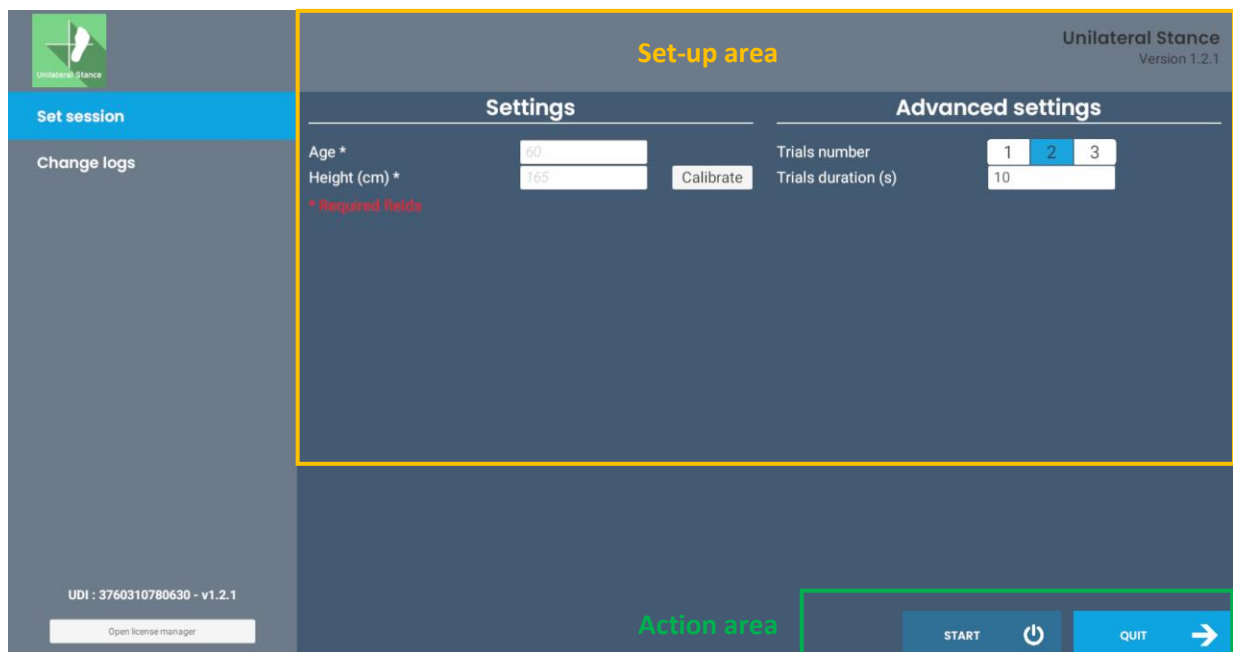 Unilateral Stance
Set-up area
Unilateral Stance
Version 1.2.1
Set session
Change logs
Settings
Age * 60
Height (cm) * 165 Calibrate
* Required fields
Advanced settings
Trials number 1 2 3
Trials duration (s) 10
UDI : 3760310780630 - v1.2.1
Open license manager
Action area
START
QUIT